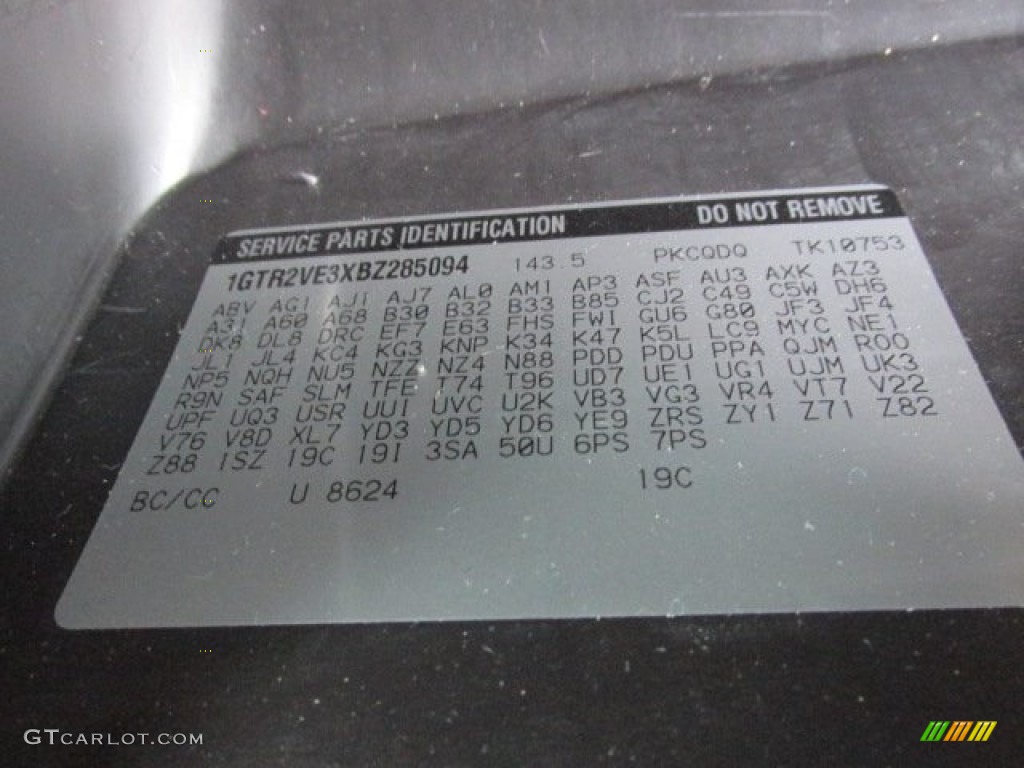 SERVICE PARTS IDENTIFICATION DO NOT REMOVE
1GTR2VE3XBZ285094 143.5 PKCQDQ TK10753
ABV AG1 AJ1 AJ7 AL0 AM1 AP3 ASF AU3 AXK AZ3
A31 A60 A68 B30 B32 B33 B85 CJ2 C49 C5W DH6
DK8 DL8 DRC EF7 E63 FHS FW1 GU6 G80 JF3 JF4
JL1 JL4 KC4 KG3 KNP K34 K47 K5L LC9 MYC NE1
NP5 NQH NU5 NZZ NZ4 N88 PDD PDU PPA QJM R00
R9N SAF SLM TFE T74 T96 UD7 UE1 UG1 UJM UK3
UPF UQ3 USR UU1 UVC U2K VB3 VG3 VR4 VT7 V22
V76 V8D XL7 YD3 YD5 YD6 YE9 ZRS ZY1 Z71 Z82
Z88 1SZ 19C 19I 3SA 50U 6PS 7PS
BC/CC U 8624 19C
GTCARLOT.COM